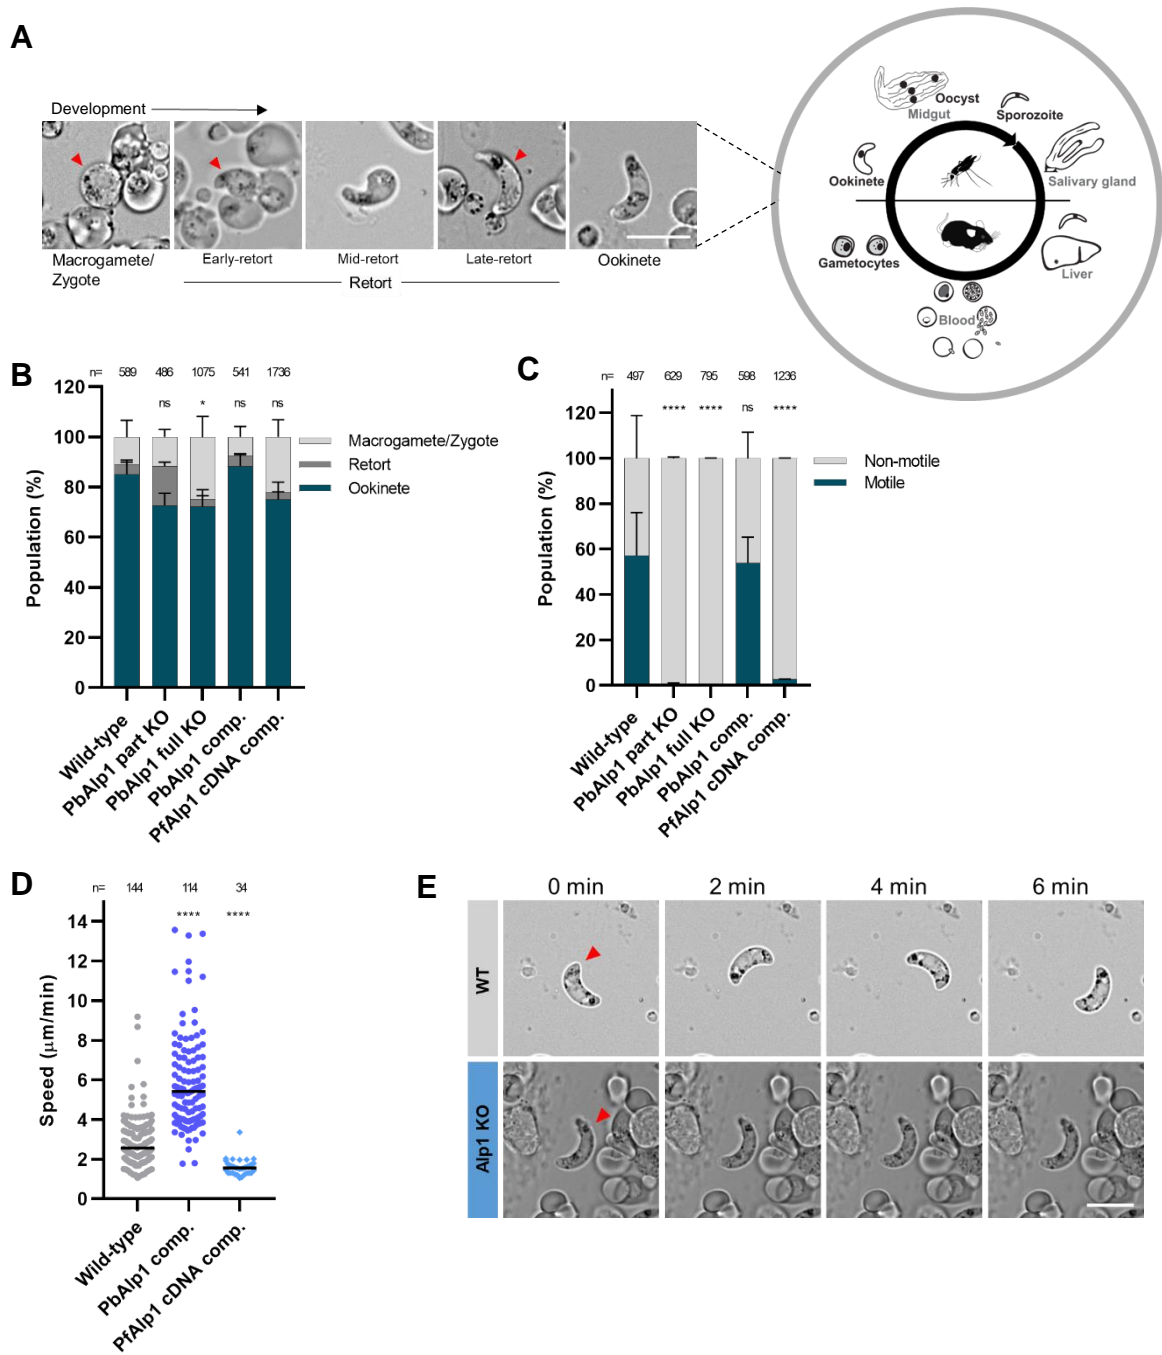 A
Development
Macrogamete/
Zygote
Early-retort
Mid-retort
Late-retort
Ookinete
Retort
Oocyst
Midgut
Sporozoite
Ookinete
Salivary gland
Gametocytes
Liver
Blood
B
n= 589 486 1075 541 1736
ns * ns ns
120
100
80
60
40
20
0
Population (%)
Macrogamete/Zygote
Retort
Ookinete
Wild-type
PbAlp1 part KO
PbAlp1 full KO
PbAlp1 comp.
PfAlp1 cDNA comp.
C
n= 497 629 795 598 1236
**** **** ns ****
120
100
80
60
40
20
0
Population (%)
Non-motile
Motile
Wild-type
PbAlp1 part KO
PbAlp1 full KO
PbAlp1 comp.
PfAlp1 cDNA comp.
D
n= 144 114 34
**** ****
14
12
10
8
6
4
2
0
Speed (μm/min)
Wild-type
PbAlp1 comp.
PfAlp1 cDNA comp.
E
0 min 2 min 4 min 6 min
WT
Alp1 KO